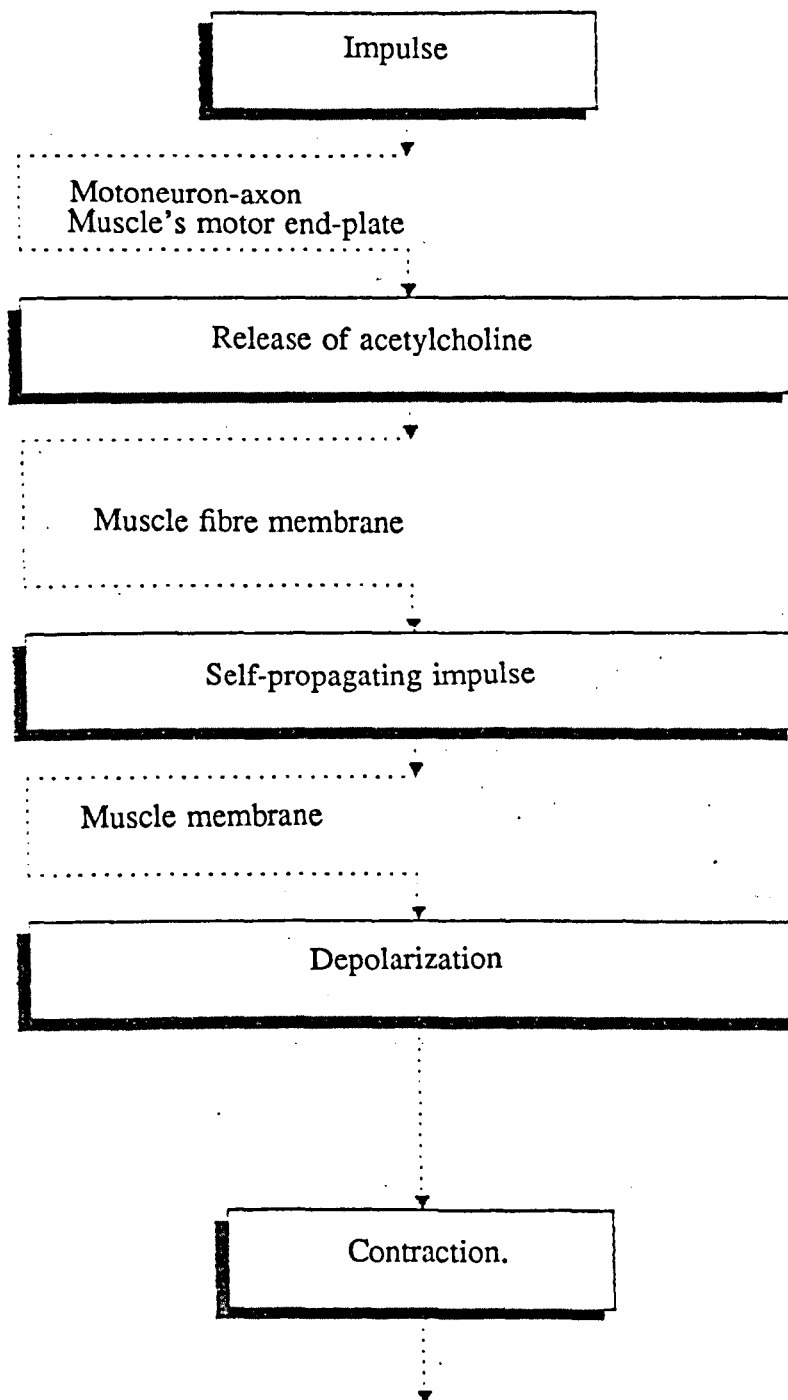 Impulse
Motoneuron-axon
Muscle's motor end-plate
Release of acetylcholine
Muscle fibre membrane
Self-propagating impulse
Muscle membrane
Depolarization
Contraction.